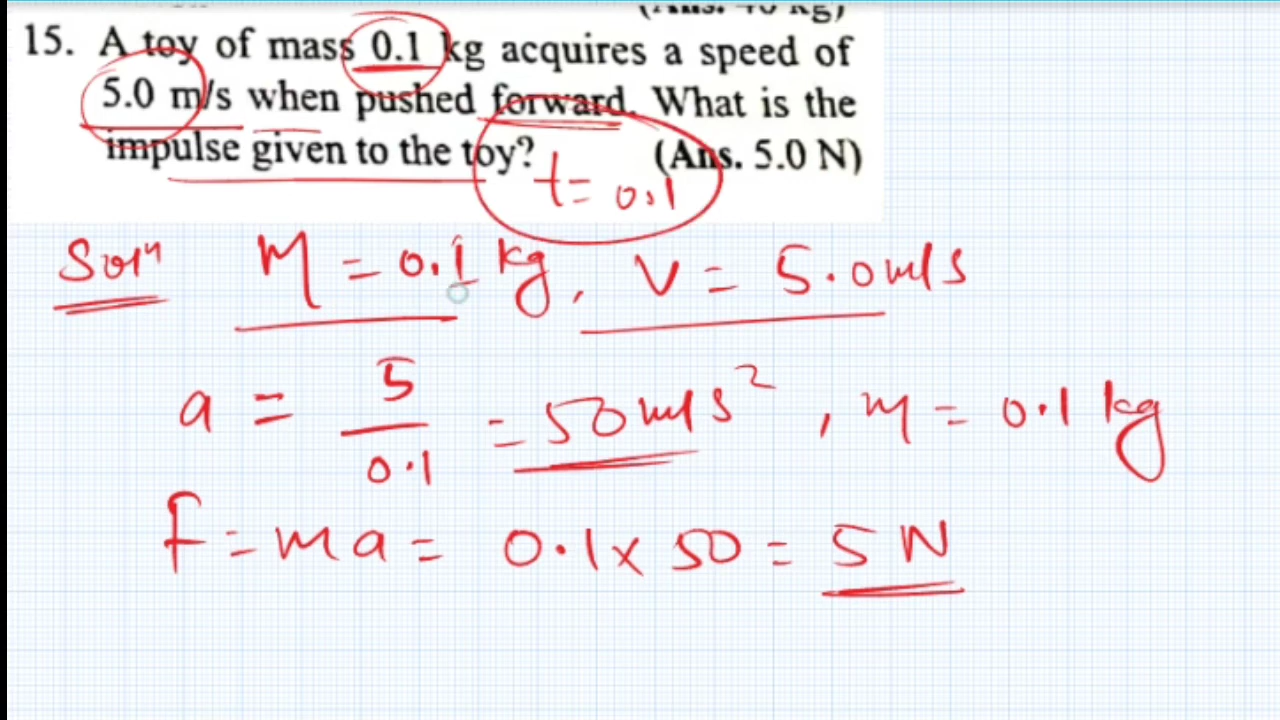 15. A toy of mass 0.1 kg acquires a speed of
5.0 m/s when pushed forward. What is the
impulse given to the toy? (Ans. 5.0 N)
t = 0.1
Solⁿ M = 0.1 kg, V = 5.0 m/s
a = 5/0.1 = 50 m/s², m = 0.1 kg
F = ma = 0.1 x 50 = 5 N